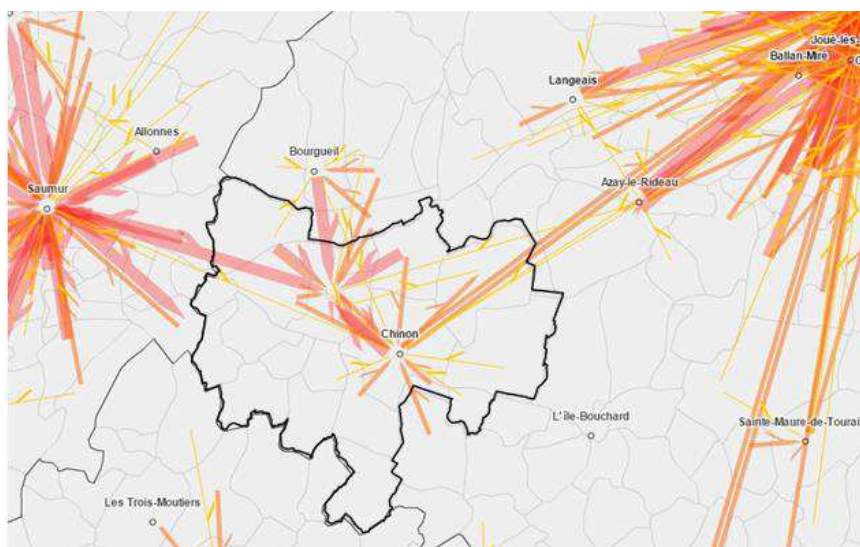 Joué-lès-
Ballan-Miré
Langeais
Allonnes
Bourgueil
Azay-le-Rideau
Saumur
Chinon
L'île-Bouchard
Sainte-Maure-de-Tourai
Les Trois-Moutiers